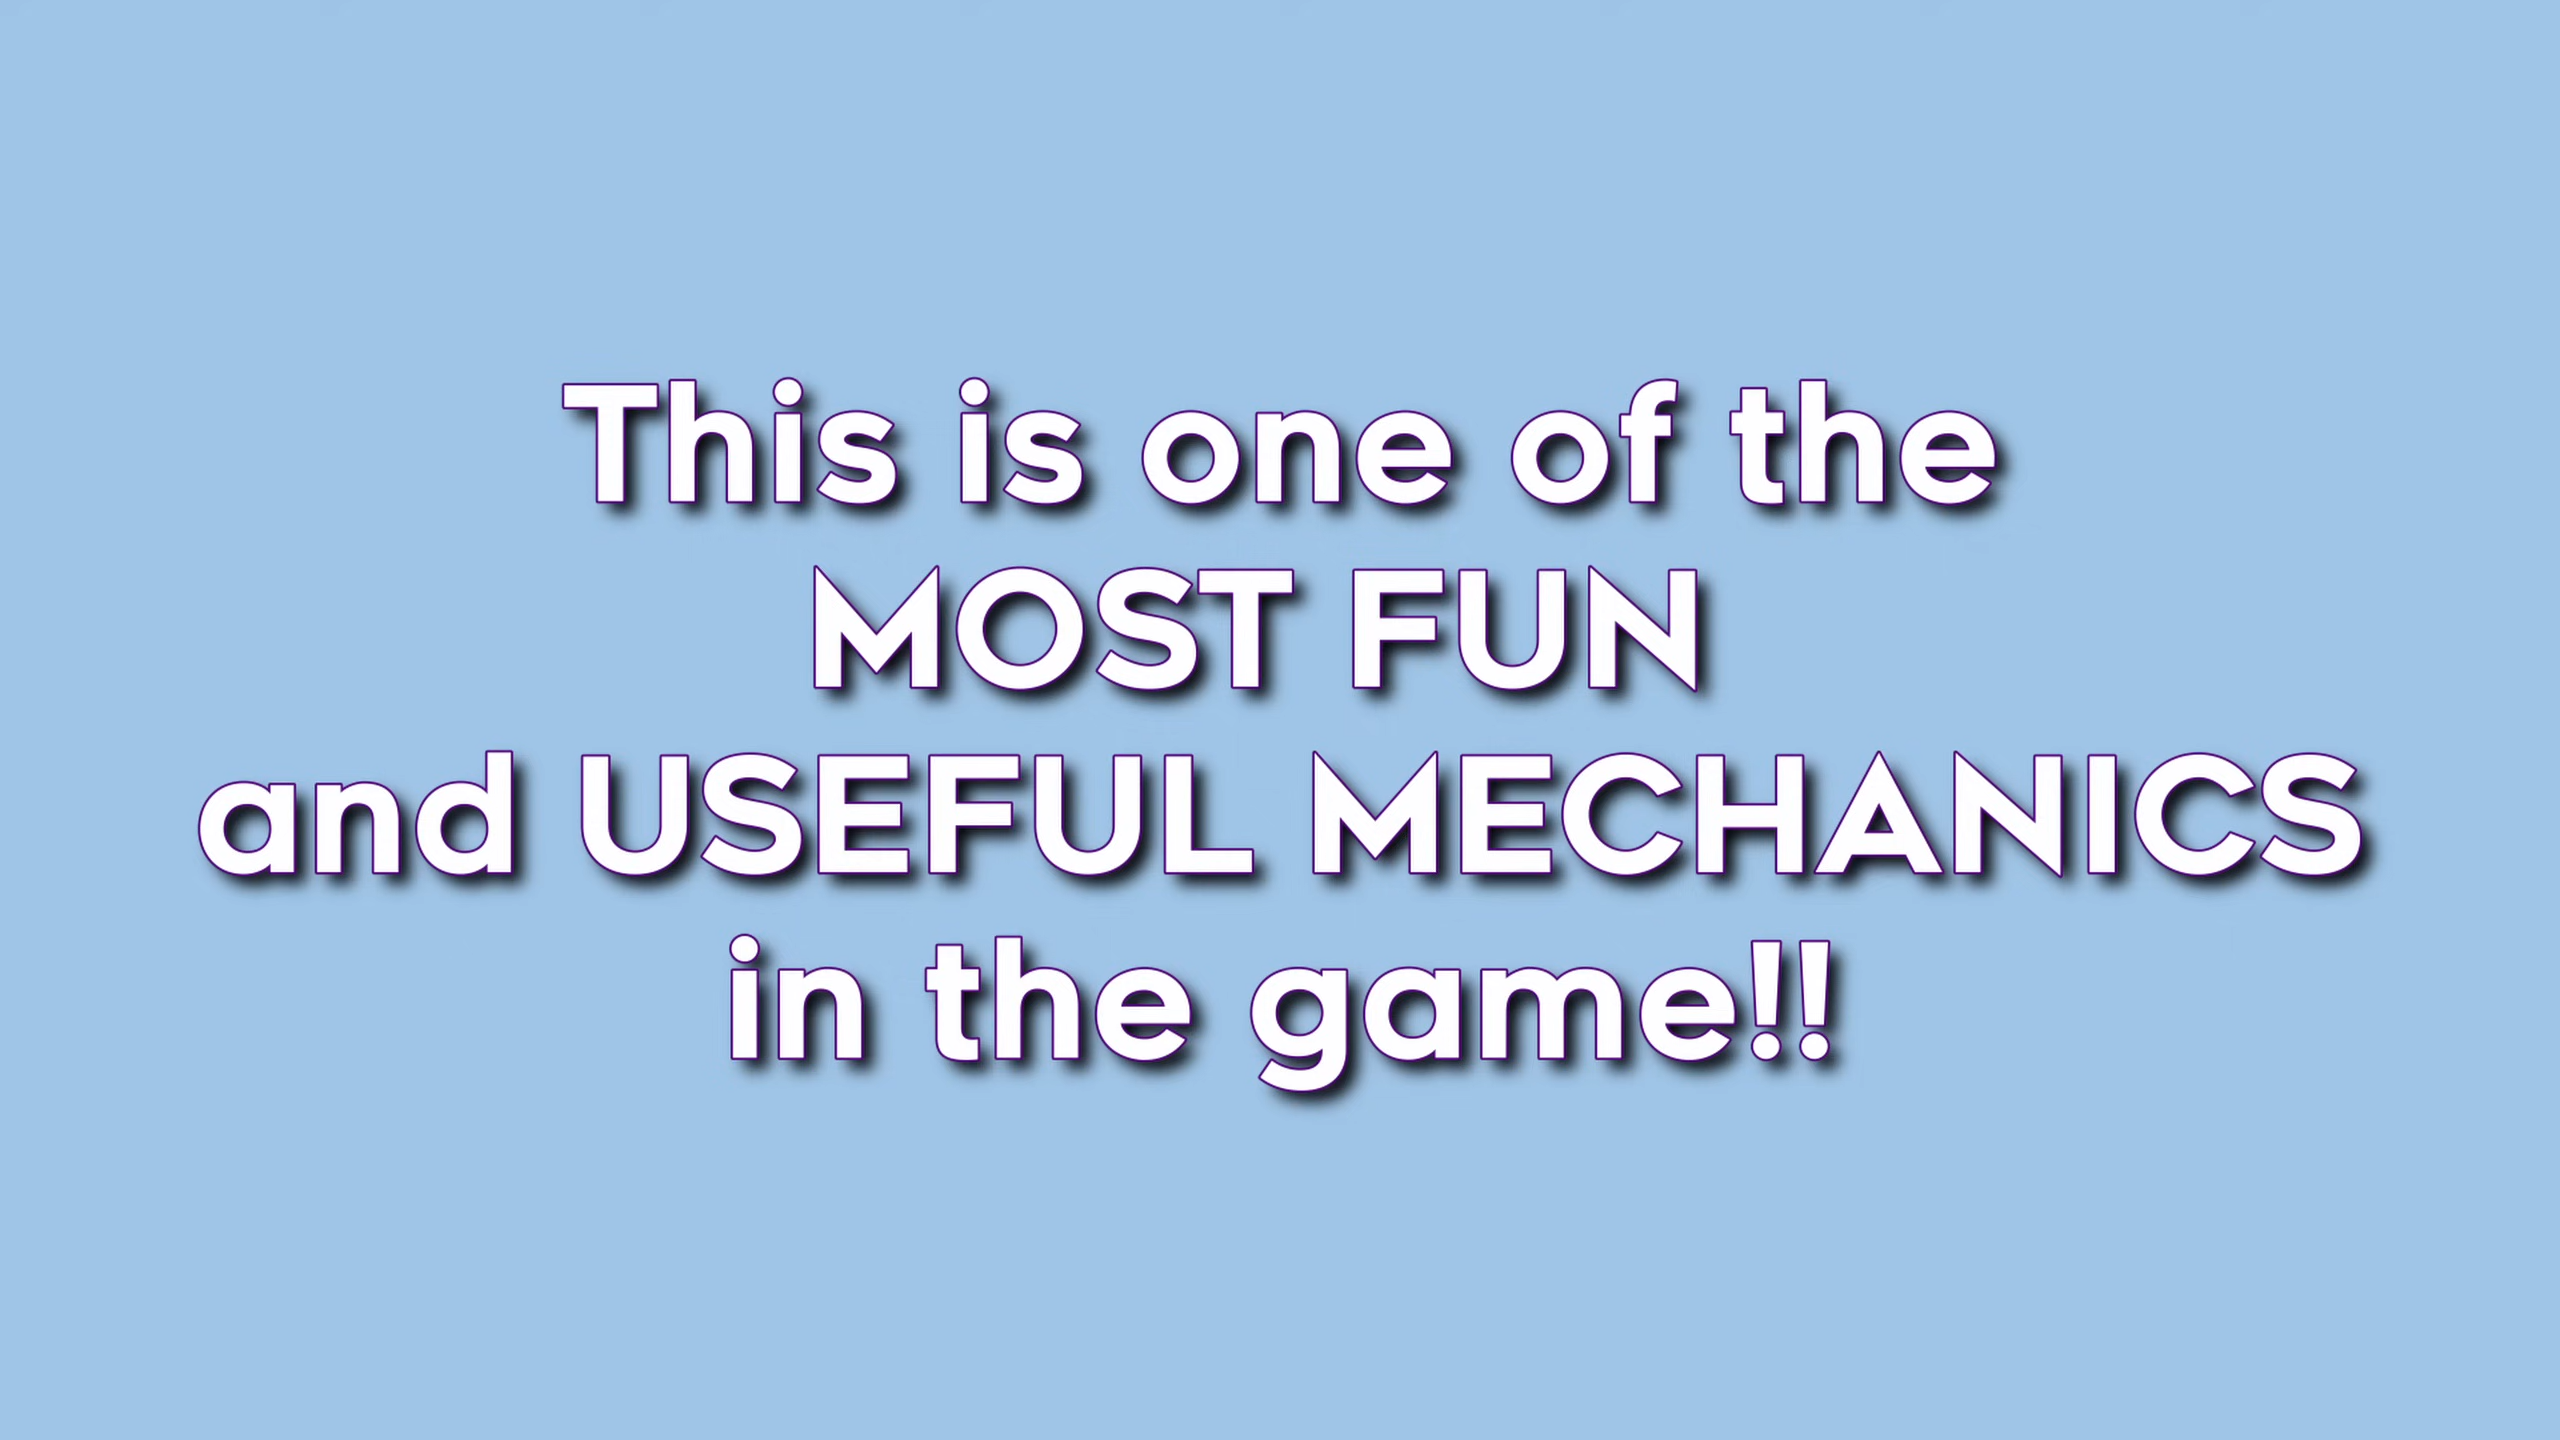 This is one of the
MOST FUN
and USEFUL MECHANICS
in the game!!